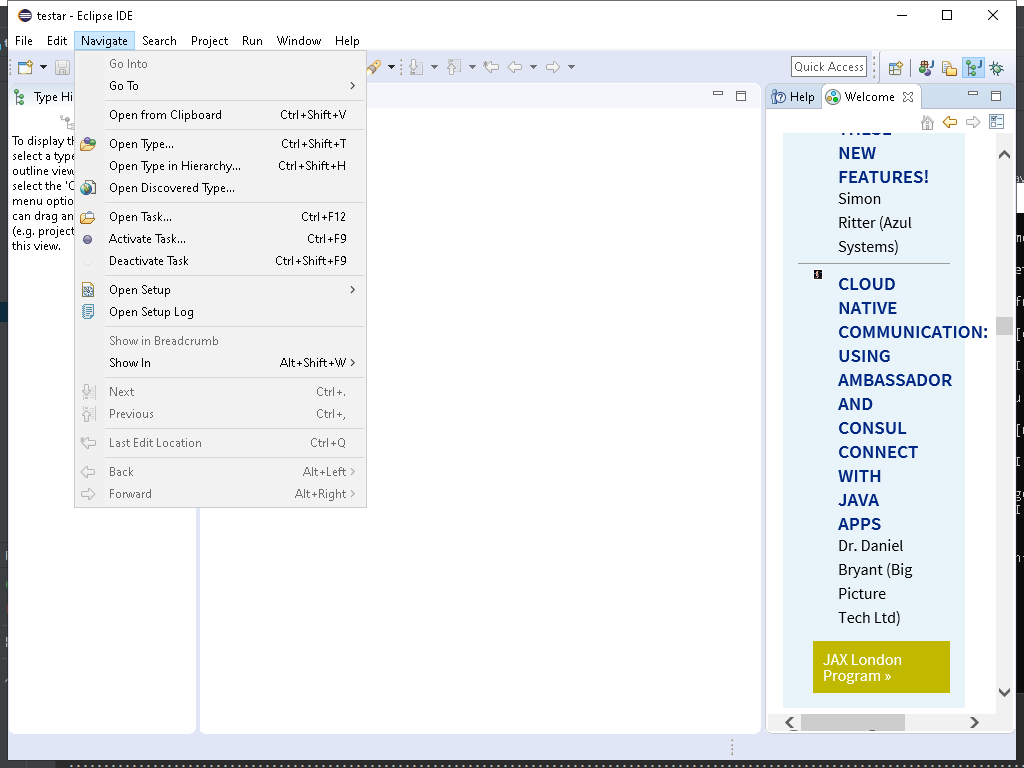 testar - Eclipse IDE
File Edit Navigate Search Project Run Window Help
Quick Access
Type Hi
To display th
select a type
outline view
select the 'O
menu optio
can drag an
(e.g. project
this view.
Go Into
Go To
Open from Clipboard Ctrl+Shift+V
Open Type... Ctrl+Shift+T
Open Type in Hierarchy... Ctrl+Shift+H
Open Discovered Type...
Open Task... Ctrl+F12
Activate Task... Ctrl+F9
Deactivate Task Ctrl+Shift+F9
Open Setup
Open Setup Log
Show in Breadcrumb
Show In Alt+Shift+W
Next Ctrl+.
Previous Ctrl+,
Last Edit Location Ctrl+Q
Back Alt+Left
Forward Alt+Right
Help Welcome
THESE
NEW
FEATURES!
Simon
Ritter (Azul
Systems)
CLOUD
NATIVE
COMMUNICATION:
USING
AMBASSADOR
AND
CONSUL
CONNECT
WITH
JAVA
APPS
Dr. Daniel
Bryant (Big
Picture
Tech Ltd)
JAX London
Program »